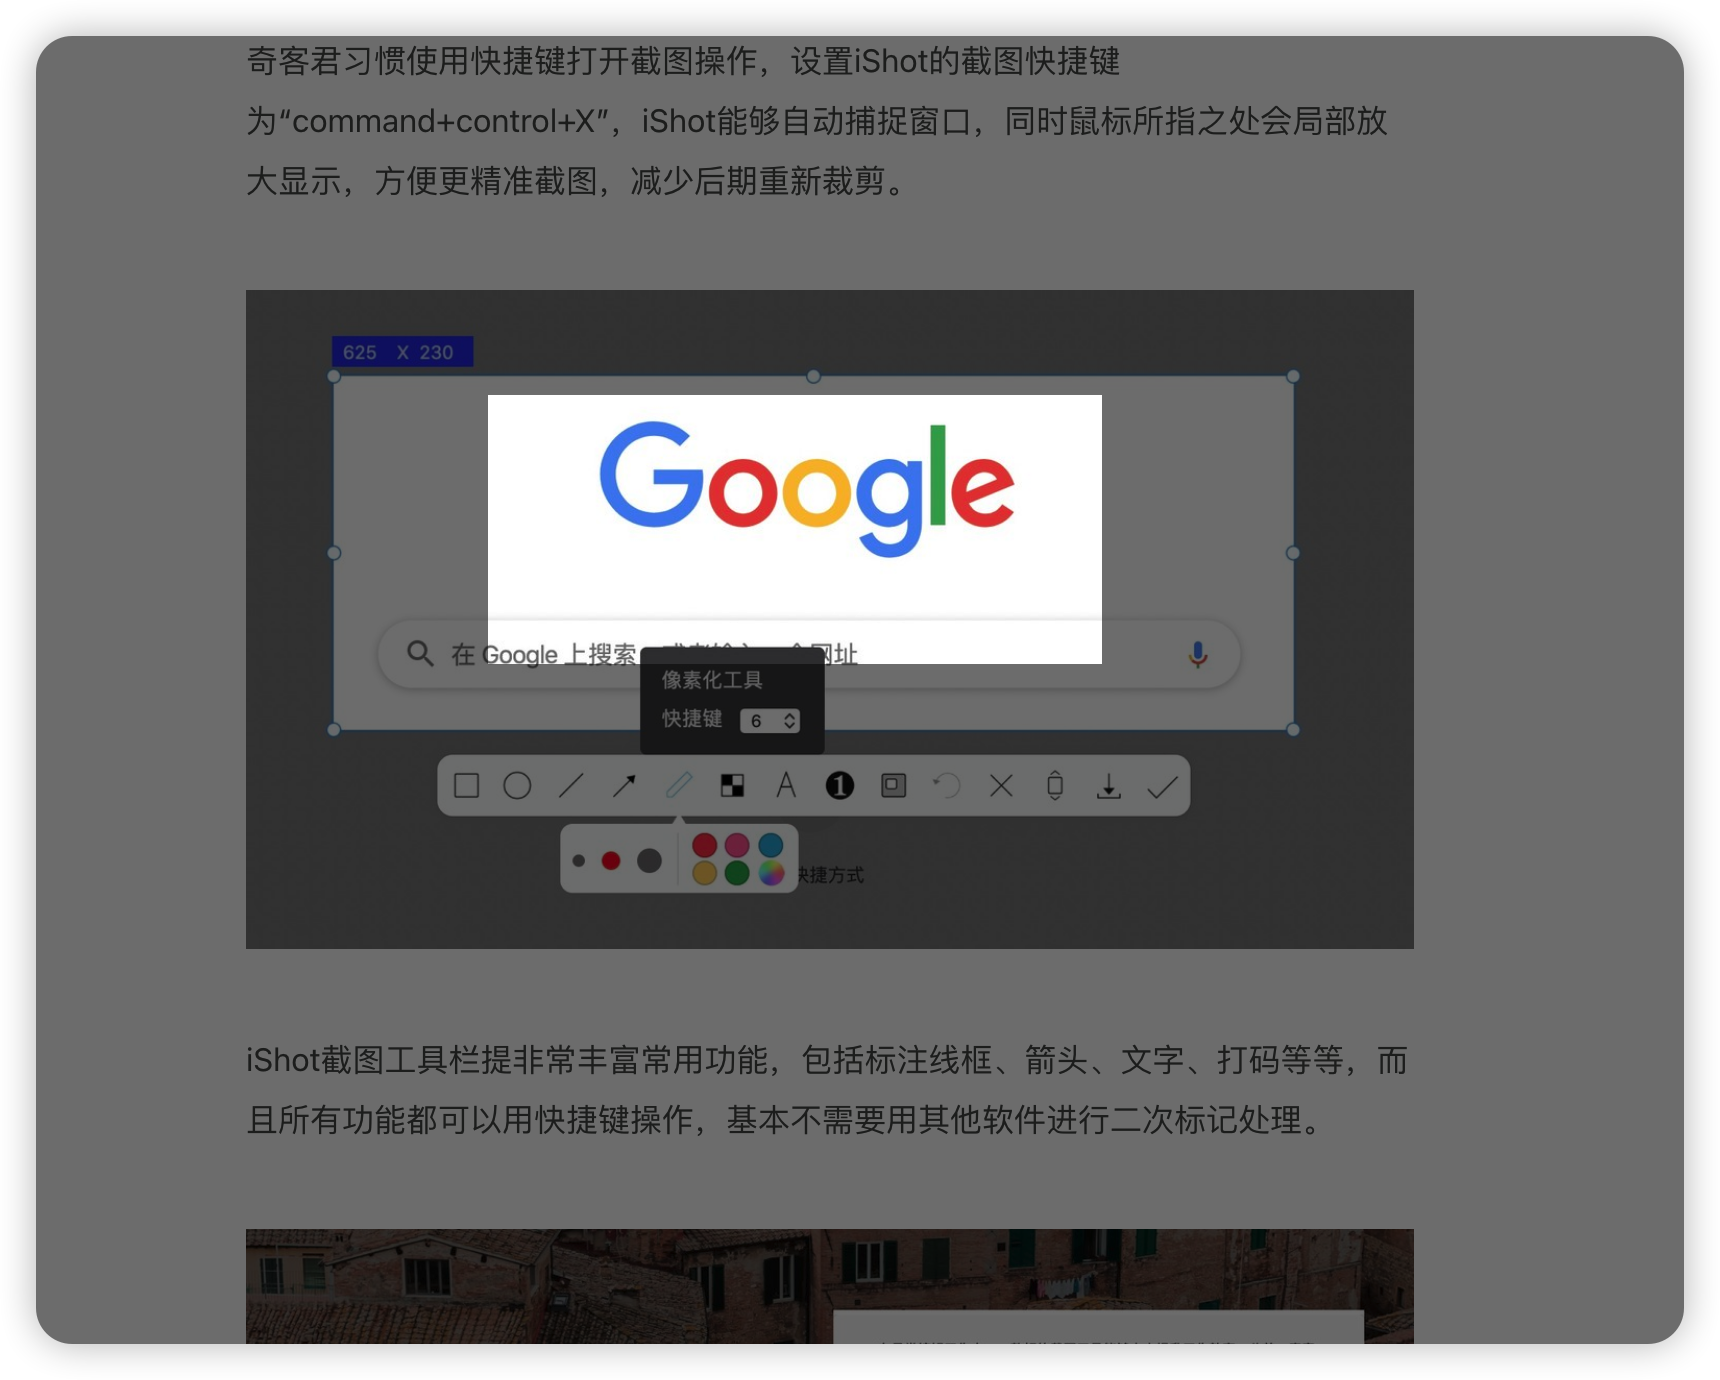 奇客君习惯使用快捷键打开截图操作，设置iShot的截图快捷键
为“command+control+X”，iShot能够自动捕捉窗口，同时鼠标所指之处会局部放
大显示，方便更精准截图，减少后期重新裁剪。
625 X 230
Google
在 Google 上搜索
网址
像素化工具
快捷键 6
A 1
快捷方式
iShot截图工具栏提非常丰富常用功能，包括标注线框、箭头、文字、打码等等，而
且所有功能都可以用快捷键操作，基本不需要用其他软件进行二次标记处理。